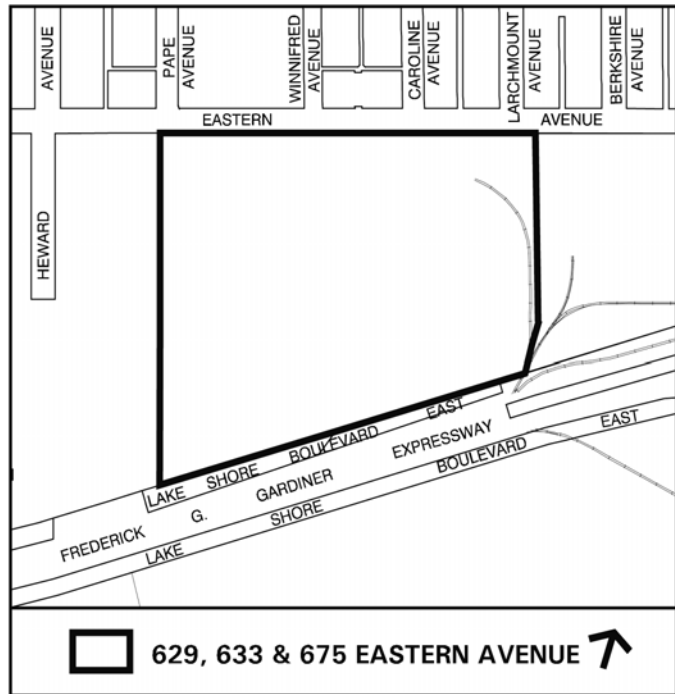 AVENUE
PAPE
AVENUE
WINNIFRED
AVENUE
CAROLINE
AVENUE
LARCHMOUNT
AVENUE
BERKSHIRE
AVENUE
EASTERN AVENUE
HEWARD
LAKE SHORE BOULEVARD EAST
FREDERICK G. GARDINER EXPRESSWAY
LAKE SHORE BOULEVARD EAST
629, 633 & 675 EASTERN AVENUE